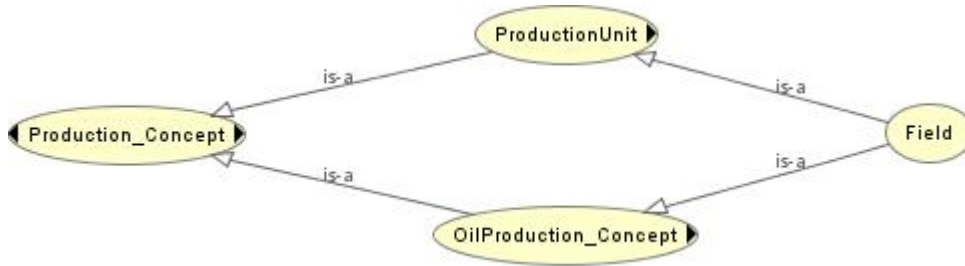 ProductionUnit
is-a
is-a
Production_Concept
Field
is-a
is-a
OilProduction_Concept